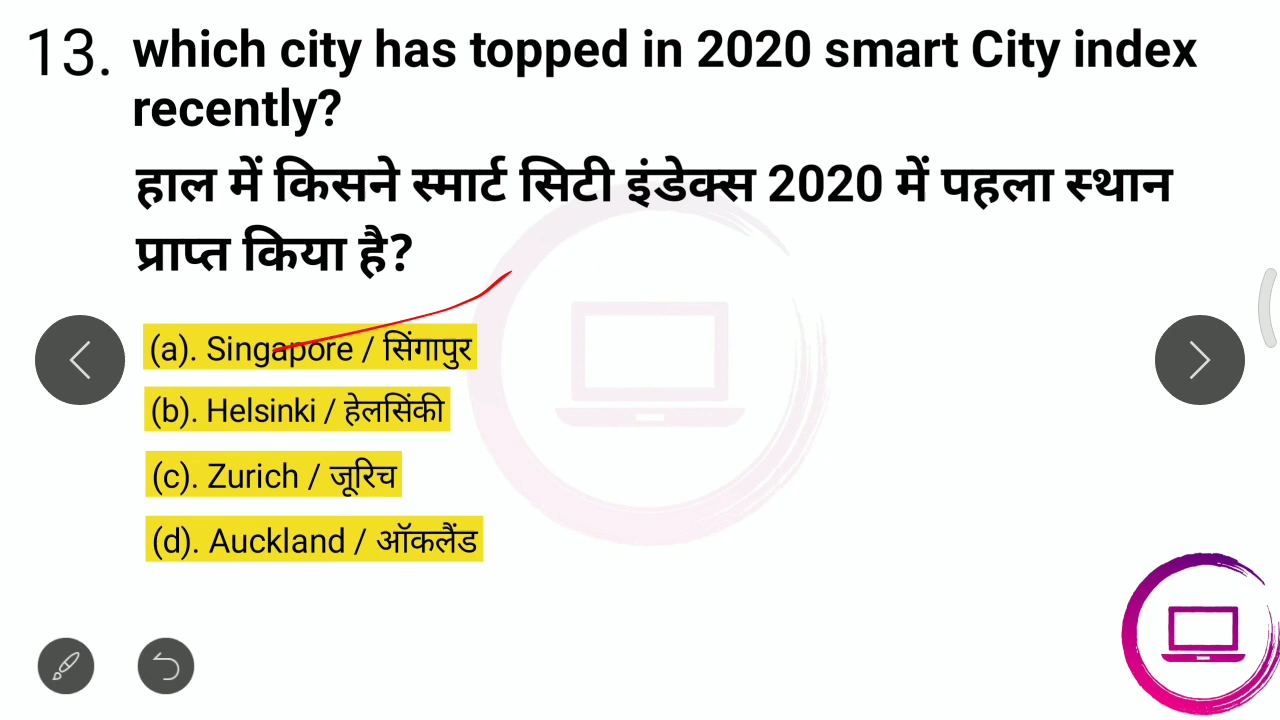 13. which city has topped in 2020 smart City index
recently?
हाल में किसने स्मार्ट सिटी इंडेक्स 2020 में पहला स्थान
प्राप्त किया है?
(a). Singapore / सिंगापुर
(b). Helsinki / हेलसिंकी
(c). Zurich / जूरिच
(d). Auckland / ऑकलैंड